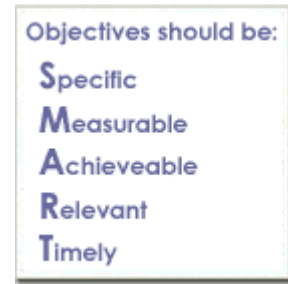 Objectives should be:
Specific
Measurable
Achieveable
Relevant
Timely